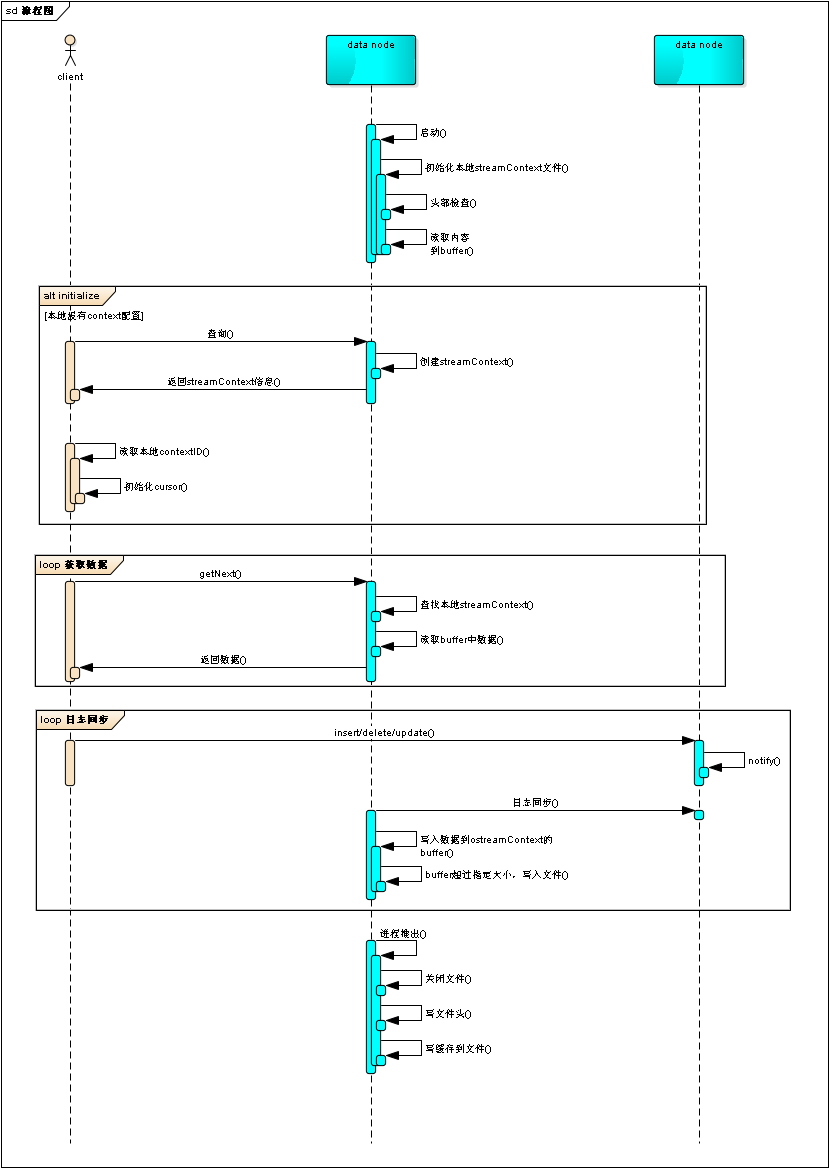 sd 流程图
client
data node
data node
启动()
初始化本地streamContext文件()
头部检查()
读取内容
到buffer()
alt initialize
[本地没有context配置]
查询()
创建streamContext()
返回streamContext信息()
读取本地contextID()
初始化cursor()
loop 获取数据
getNext()
查找本地streamContext()
读取buffer中数据()
返回数据()
loop 日志同步
insert/delete/update()
notify()
日志同步()
写入数据到ostreamContext的
buffer()
buffer超过指定大小，写入文件()
进程推出()
关闭文件()
写文件头()
写缓存到文件()